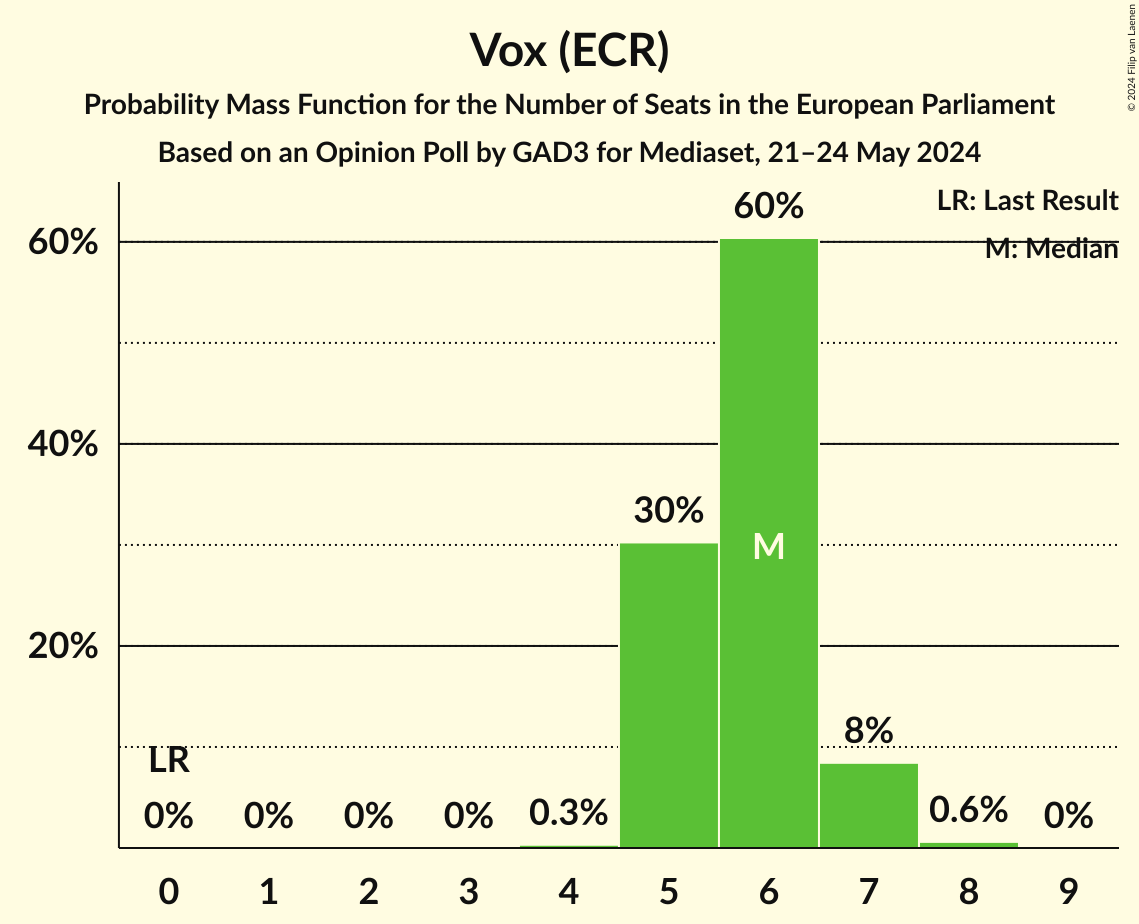 Vox (ECR)
Probability Mass Function for the Number of Seats in the European Parliament
Based on an Opinion Poll by GAD3 for Mediaset, 21–24 May 2024
© 2024 Filip van Laenen
LR: Last Result
M: Median
60%
40%
20%
LR
0%
0%
0%
0%
0.3%
30%
60%
M
8%
0.6%
0%
0 1 2 3 4 5 6 7 8 9